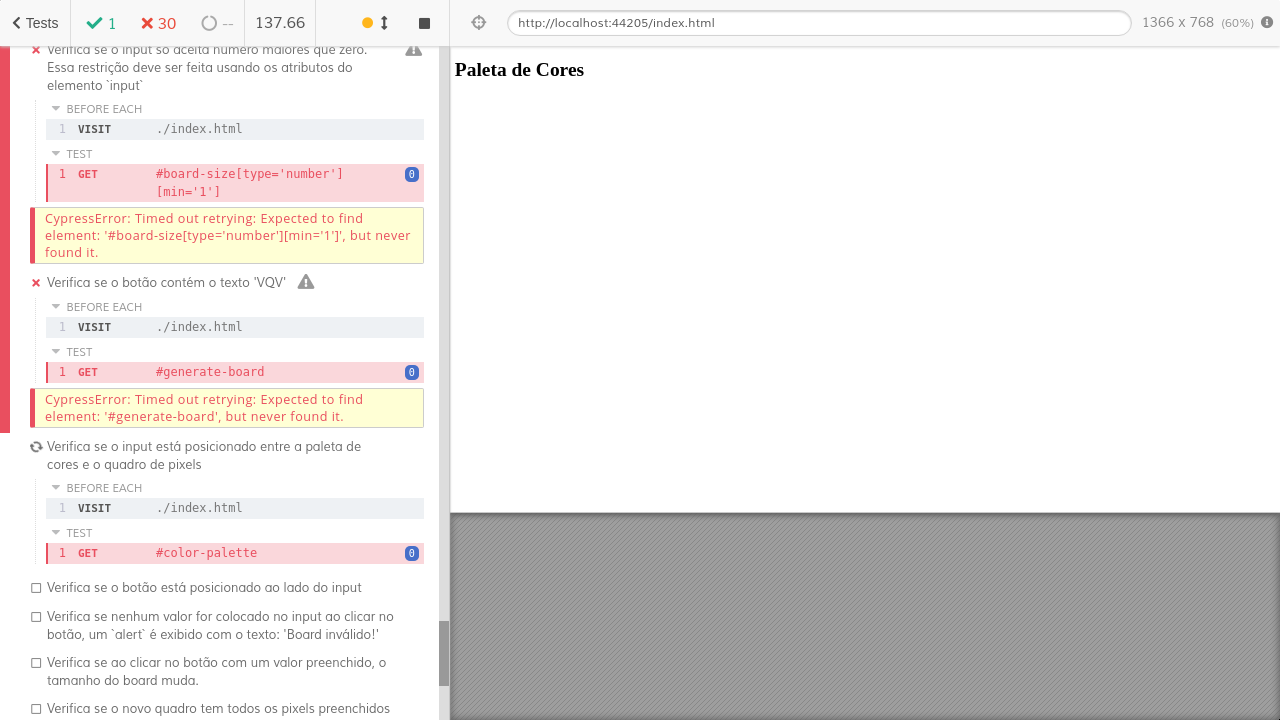 Tests
1
30
--
137.66
http://localhost:44205/index.html
1366 x 768 (60%)
Verifica se o input só aceita número maiores que zero.
Essa restrição deve ser feita usando os atributos do
elemento `input`
BEFORE EACH
1 VISIT ./index.html
TEST
1 GET #board-size[type='number']
[min='1']
0
CypressError: Timed out retrying: Expected to find
element: '#board-size[type='number'][min='1']', but never
found it.
Verifica se o botão contém o texto 'VQV'
BEFORE EACH
1 VISIT ./index.html
TEST
1 GET #generate-board 0
CypressError: Timed out retrying: Expected to find
element: '#generate-board', but never found it.
Verifica se o input está posicionado entre a paleta de
cores e o quadro de pixels
BEFORE EACH
1 VISIT ./index.html
TEST
1 GET #color-palette 0
Verifica se o botão está posicionado ao lado do input
Verifica se nenhum valor for colocado no input ao clicar no
botão, um `alert` é exibido com o texto: 'Board inválido!'
Verifica se ao clicar no botão com um valor preenchido, o
tamanho do board muda.
Verifica se o novo quadro tem todos os pixels preenchidos
Paleta de Cores